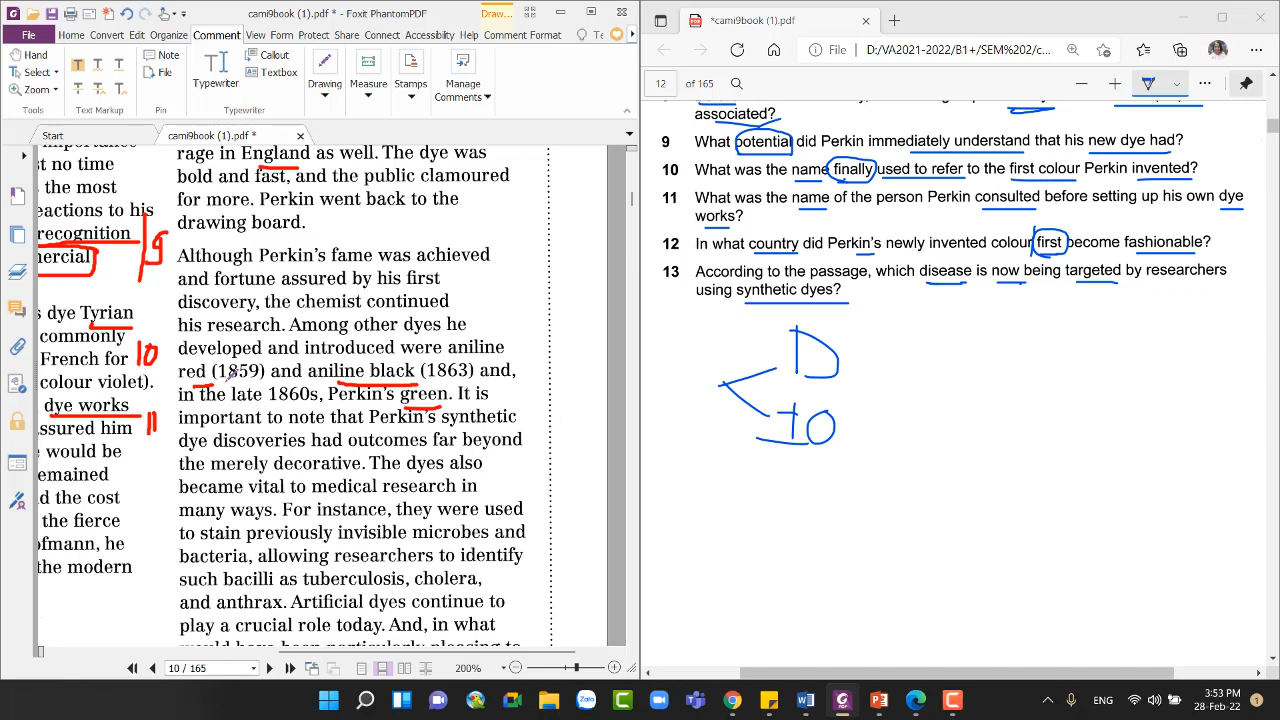 cami9book (1).pdf * - Foxit PhantomPDF
Draw...
File
Home
Convert
Edit
Organize
Comment
View
Form
Protect
Share
Connect
Accessibility
Help
Comment Format
Te
Hand
Select
Zoom
Tools
Text Markup
Note
File
Pin
Typewriter
Callout
Textbox
Typewriter
Drawing
Measure
Stamps
Manage
Comments
Start
cami9book (1).pdf *
st no time
s the most
eactions to his
recognition
mercial
9
s dye Tyrian
commonly
French for
10
colour violet).
dye works
11
ssured him
e would be
emained
d the cost
the fierce
ofmann, he
the modern
rage in England as well. The dye was
bold and fast, and the public clamoured
for more. Perkin went back to the
drawing board.
Although Perkin's fame was achieved
and fortune assured by his first
discovery, the chemist continued
his research. Among other dyes he
developed and introduced were aniline
red (1859) and aniline black (1863) and,
in the late 1860s, Perkin's green. It is
important to note that Perkin's synthetic
dye discoveries had outcomes far beyond
the merely decorative. The dyes also
became vital to medical research in
many ways. For instance, they were used
to stain previously invisible microbes and
bacteria, allowing researchers to identify
such bacilli as tuberculosis, cholera,
and anthrax. Artificial dyes continue to
play a crucial role today. And, in what
would have been particularly pleasing to
10 / 165
200%
*cami9book (1).pdf
File
D:/VA2021-2022/B1+/SEM%202/c...
12
of 165
associated?
9 What potential did Perkin immediately understand that his new dye had?
10 What was the name finally used to refer to the first colour Perkin invented?
11 What was the name of the person Perkin consulted before setting up his own dye
works?
12 In what country did Perkin's newly invented colour first become fashionable?
13 According to the passage, which disease is now being targeted by researchers
using synthetic dyes?
D
+O
Zalo
ENG
3:53 PM
28-Feb-22